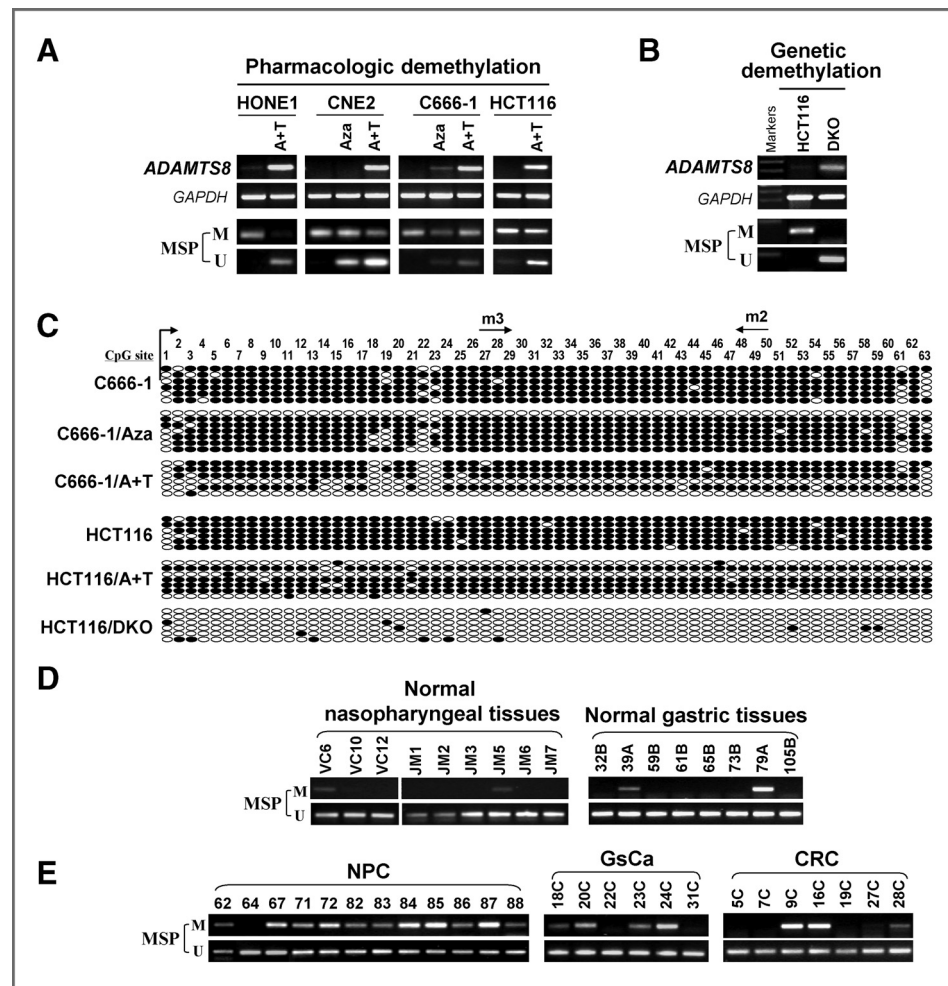 A
Pharmacologic demethylation
HONE1 CNE2 C666-1 HCT116
A+T Aza A+T Aza A+T A+T
ADAMTS8
GAPDH
MSP M
U
B
Genetic
demethylation
Markers HCT116 DKO
ADAMTS8
GAPDH
MSP M
U
C
m3 m2
2 4 6 8 10 12 14 16 18 20 22 24 26 28 30 32 34 36 38 40 42 44 46 48 50 52 54 56 58 60 62
CpG site 1 3 5 7 9 11 13 15 17 19 21 23 25 27 29 31 33 35 37 39 41 43 45 47 49 51 53 55 57 59 61 63
C666-1
C666-1/Aza
C666-1/A+T
HCT116
HCT116/A+T
HCT116/DKO
D
Normal
nasopharyngeal tissues
VC6 VC10 VC12 JM1 JM2 JM3 JM5 JM6 JM7
Normal gastric tissues
32B 39A 59B 61B 65B 73B 79A 105B
MSP M
U
E
NPC
62 64 67 71 72 82 83 84 85 86 87 88
GsCa
18C 20C 22C 23C 24C 31C
CRC
5C 7C 9C 16C 19C 27C 28C
MSP M
U